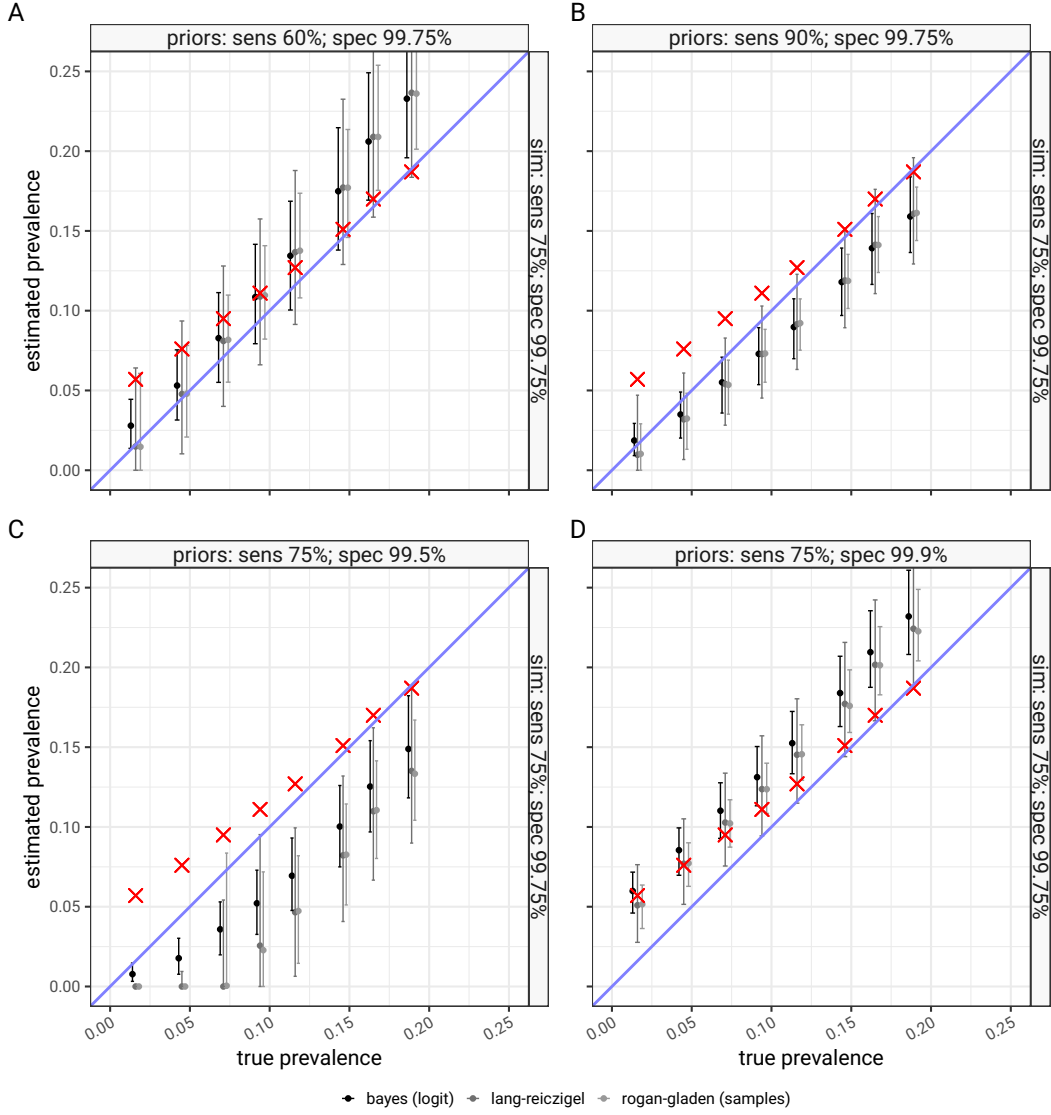 A
priors: sens 60%; spec 99.75%
B
priors: sens 90%; spec 99.75%
0.25
0.20
0.15
0.10
0.05
0.00
estimated prevalence
sim: sens 75%; spec 99.75%
sim: sens 75%; spec 99.75%
C
priors: sens 75%; spec 99.5%
D
priors: sens 75%; spec 99.9%
0.25
0.20
0.15
0.10
0.05
0.00
estimated prevalence
sim: sens 75%; spec 99.75%
sim: sens 75%; spec 99.75%
0.00 0.05 0.10 0.15 0.20 0.25
0.00 0.05 0.10 0.15 0.20 0.25
true prevalence
true prevalence
bayes (logit) lang-reiczigel rogan-gladen (samples)